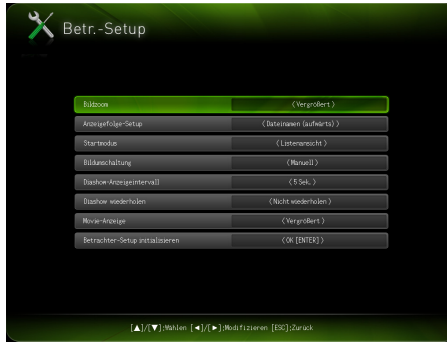 Betr.-Setup
Bildzoom (Vergrößert)
Anzeigefolge-Setup (Dateinamen (aufwärts))
Startmodus (Listenansicht)
Bildumschaltung (Manuell)
Diashow-Anzeigeintervall (5 Sek.)
Diashow wiederholen (Nicht wiederholen)
Movie-Anzeige (Vergrößert)
Betrachter-Setup initialisieren (OK [ENTER])
[▲]/[▼]:Wählen [◄]/[►]:Modifizieren [ESC]:Zurück